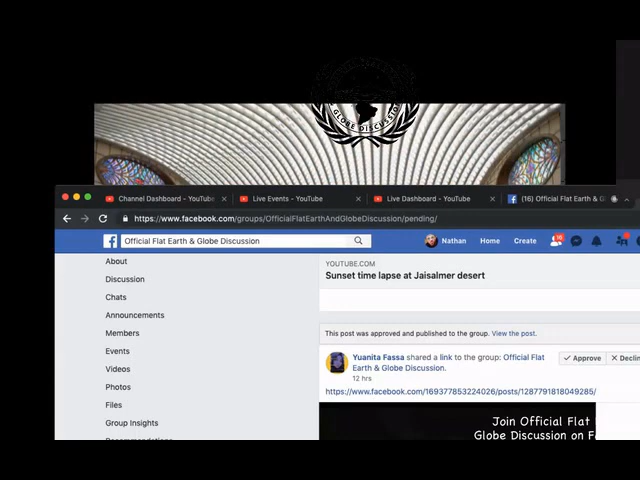 GLOBE DISCUSSION
Channel Dashboard - YouTube
Live Events - YouTube
Live Dashboard - YouTube
(16) Official Flat Earth & G
https://www.facebook.com/groups/OfficialFlatEarthAndGlobeDiscussion/pending/
Official Flat Earth & Globe Discussion
Nathan
Home
Create
About
Discussion
Chats
Announcements
Members
Events
Videos
Photos
Files
Group Insights
YOUTUBE.COM
Sunset time lapse at Jaisalmer desert
This post was approved and published to the group. View the post.
Yuanita Fassa shared a link to the group: Official Flat
Earth & Globe Discussion.
12 hrs
Approve
Declin
https://www.facebook.com/169377853224026/posts/1287791818049285/
Join Official Flat
Globe Discussion on F